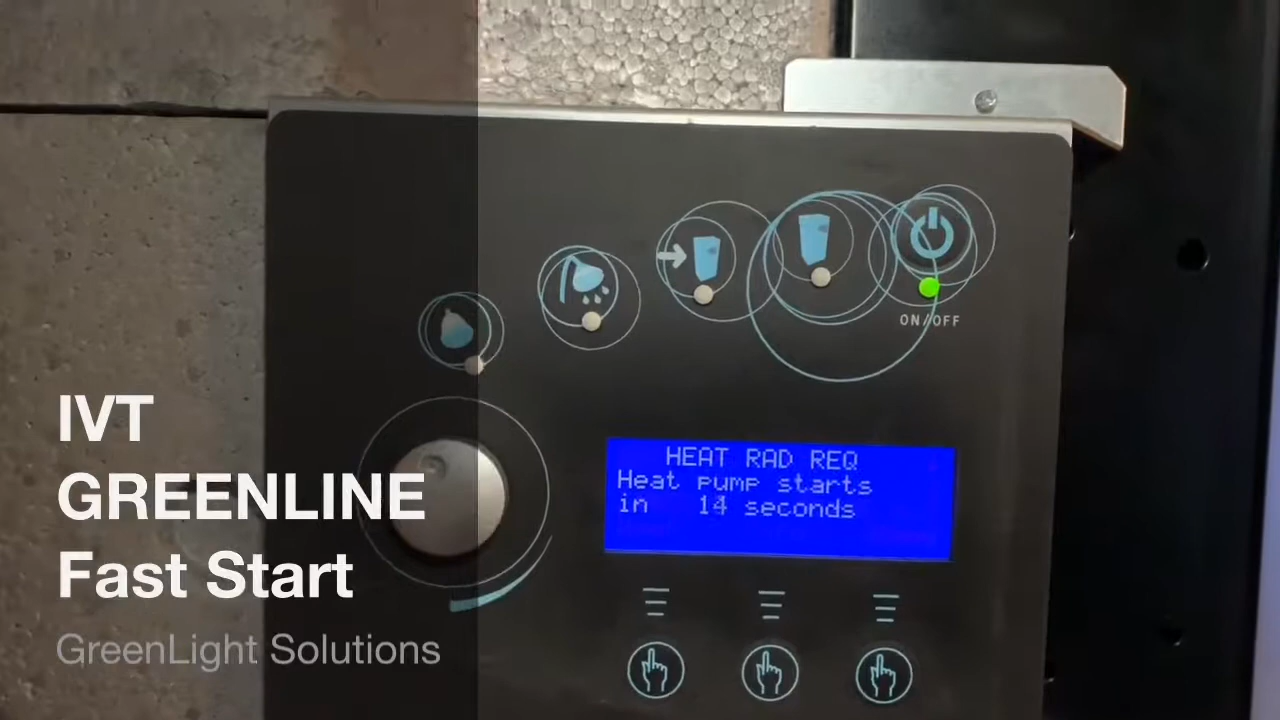 ON/OFF
HEAT RAD REQ
Heat pump starts
in 14 seconds
IVT
GREENLINE
Fast Start
GreenLight Solutions